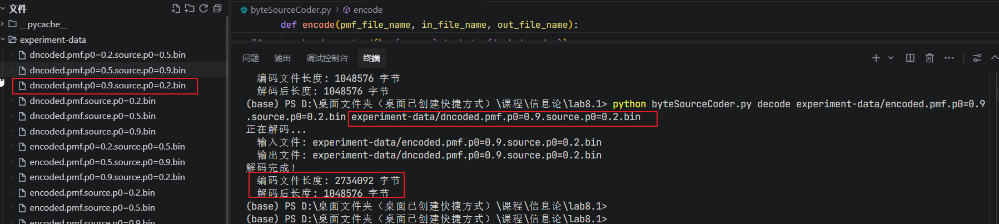 文件
__pycache__
experiment-data
dncoded.pmf.p0=0.2.source.p0=0.5.bin
dncoded.pmf.p0=0.5.source.p0=0.9.bin
dncoded.pmf.p0=0.9.source.p0=0.2.bin
dncoded.pmf.source.p0=0.2.bin
dncoded.pmf.source.p0=0.5.bin
dncoded.pmf.source.p0=0.9.bin
encoded.pmf.p0=0.2.source.p0=0.5.bin
encoded.pmf.p0=0.5.source.p0=0.9.bin
encoded.pmf.p0=0.9.source.p0=0.2.bin
encoded.pmf.source.p0=0.2.bin
encoded.pmf.source.p0=0.5.bin
encoded.pmf.source.p0=0.9.bin
byteSourceCoder.py > encode
def encode(pmf_file_name, in_file_name, out_file_name):
问题 输出 调试控制台 终端
编码文件长度: 1048576 字节
解码后长度: 1048576 字节
(base) PS D:\桌面文件夹（桌面已创建快捷方式）\课程\信息论\lab8.1> python byteSourceCoder.py decode experiment-data/encoded.pmf.p0=0.9
.source.p0=0.2.bin experiment-data/dncoded.pmf.p0=0.9.source.p0=0.2.bin
正在解码...
输入文件: experiment-data/encoded.pmf.p0=0.9.source.p0=0.2.bin
输出文件: experiment-data/dncoded.pmf.p0=0.9.source.p0=0.2.bin
解码完成!
编码文件长度: 2734092 字节
解码后长度: 1048576 字节
(base) PS D:\桌面文件夹（桌面已创建快捷方式）\课程\信息论\lab8.1>
(base) PS D:\桌面文件夹（桌面已创建快捷方式）\课程\信息论\lab8.1>